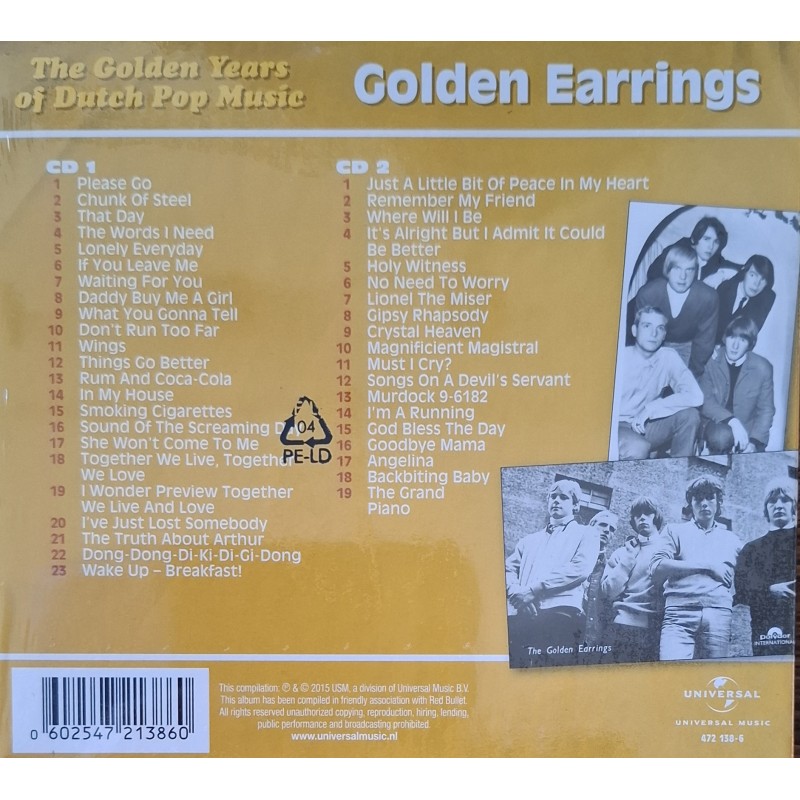 The Golden Years
of Dutch Pop Music
Golden Earrings
CD 1
1 Please Go
2 Chunk Of Steel
3 That Day
4 The Words I Need
5 Lonely Everyday
6 If You Leave Me
7 Waiting For You
8 Daddy Buy Me A Girl
9 What You Gonna Tell
10 Don't Run Too Far
11 Wings
12 Things Go Better
13 Rum And Coca-Cola
14 In My House
15 Smoking Cigarettes
16 Sound Of The Screaming
17 She Won't Come To Me
18 Together We Live, Together
We Love
19 I Wonder Preview Together
We Live And Love
20 I've Just Lost Somebody
21 The Truth About Arthur
22 Dong-Dong-Di-Ki-Di-Gi-Dong
23 Wake Up – Breakfast!
04
PE-LD
CD 2
1 Just A Little Bit Of Peace In My Heart
2 Remember My Friend
3 Where Will I Be
4 It's Alright But I Admit It Could
Be Better
5 Holy Witness
6 No Need To Worry
7 Lionel The Miser
8 Gipsy Rhapsody
9 Crystal Heaven
10 Magnificient Magistral
11 Must I Cry?
12 Songs On A Devil's Servant
13 Murdock 9-6182
14 I'm A Running
15 God Bless The Day
16 Goodbye Mama
17 Angelina
18 Backbiting Baby
19 The Grand
Piano
The Golden Earrings
Polydor
INTERNATIONAL
0 602547 213860
This compilation: ℗ & © 2015 USM, a division of Universal Music B.V.
This album has been compiled in friendly association with Red Bullet.
All rights reserved unauthorized copying, reproduction, hiring, lending,
public performance and broadcasting prohibited.
www.universalmusic.nl
UNIVERSAL
UNIVERSAL MUSIC
472 138-6